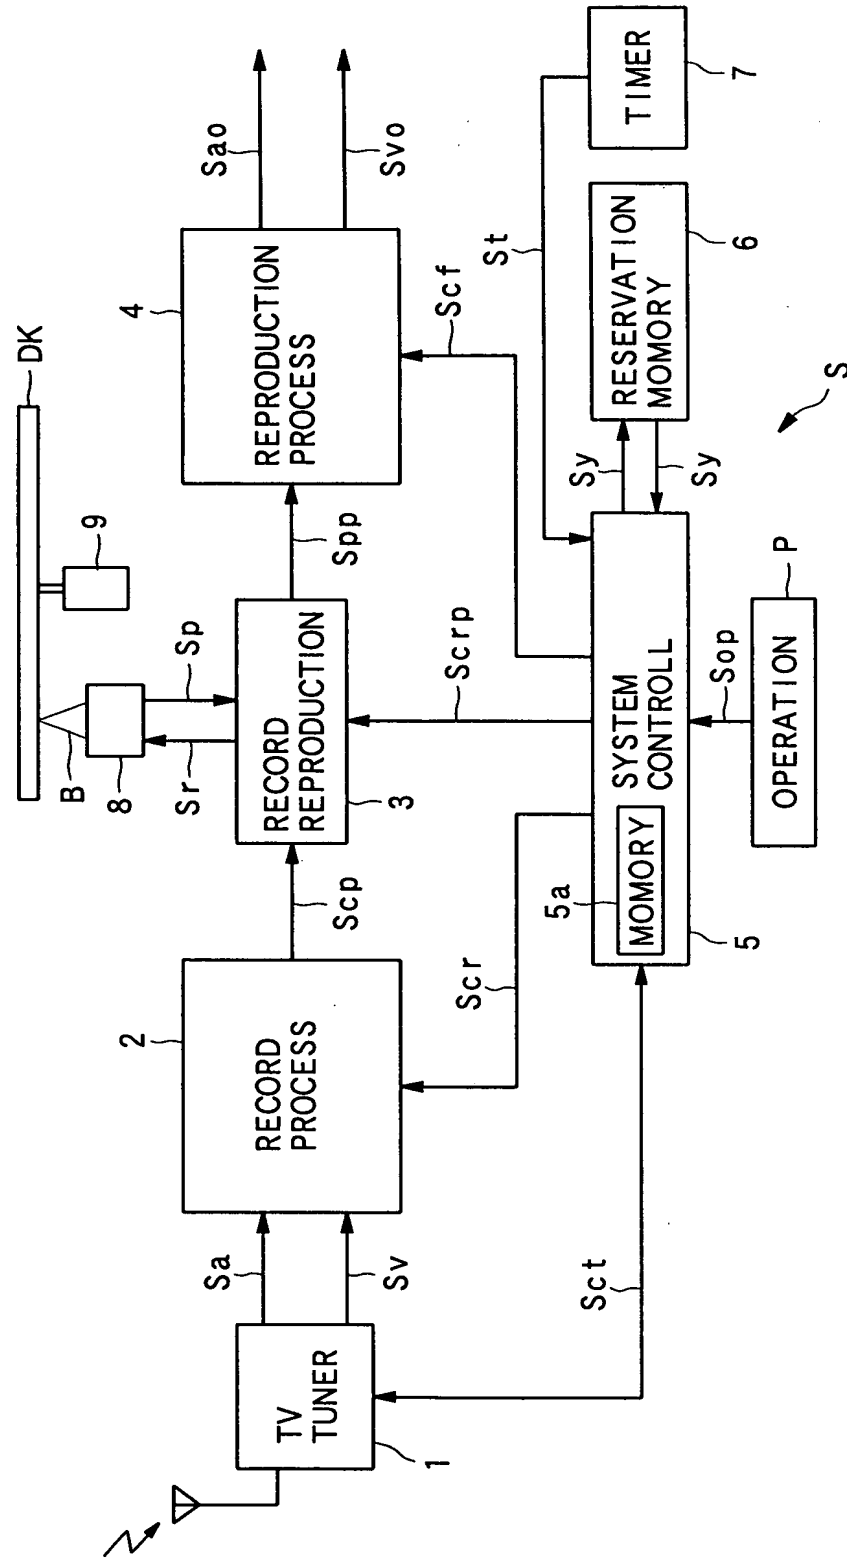 DK
B
8
9
Sr
Sp
4
2
3
1
TV
TUNER
Sa
Sv
RECORD
PROCESS
Scp
RECORD
REPRODUCTION
Spp
REPRODUCTION
PROCESS
Sao
Svo
Scr
Scrp
Scf
St
Sct
5a
MOMORY
SYSTEM
CONTROLL
5
Sy
Sy
RESERVATION
MOMORY
6
TIMER
7
Sop
OPERATION
P
S